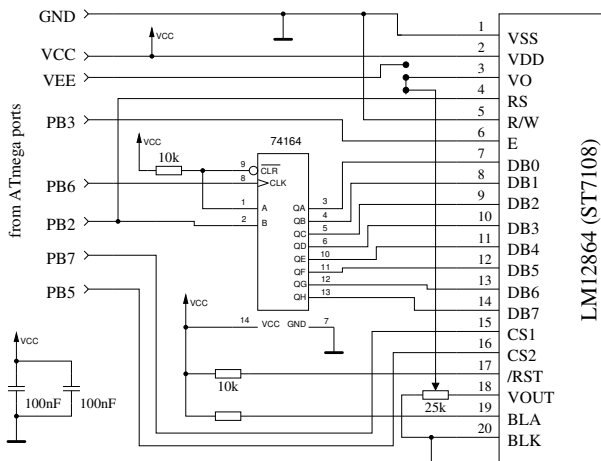 GND
VCC
VEE
PB3
PB6
PB2
PB7
PB5
from ATmega ports
VCC
VCC
10k
74164
9 CLR
8 CLK
1 A
2 B
QA 3
QB 4
QC 5
QD 6
QE 10
QF 11
QG 12
QH 13
VCC
14 VCC GND 7
10k
VCC
100nF 100nF
25k
1 VSS
2 VDD
3 VO
4 RS
5 R/W
6 E
7 DB0
8 DB1
9 DB2
10 DB3
11 DB4
12 DB5
13 DB6
14 DB7
15 CS1
16 CS2
17 /RST
18 VOUT
19 BLA
20 BLK
LM12864 (ST7108)